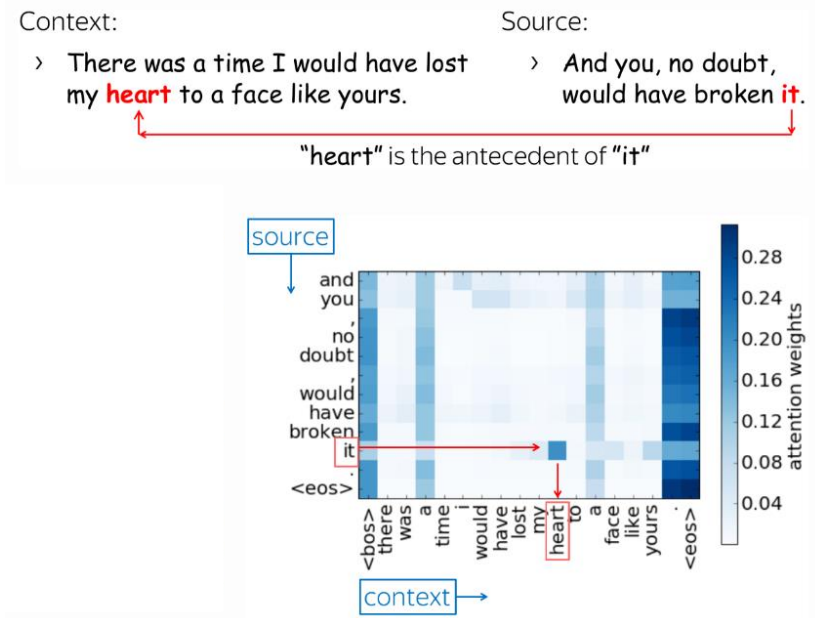 Context:
› There was a time I would have lost
my heart to a face like yours.
Source:
› And you, no doubt,
would have broken it.
"heart" is the antecedent of "it"
source
and
you
,
no
doubt
,
would
have
broken
it
.
<eos>
<bos>
there
was
a
time
i
would
have
lost
my
heart
to
a
face
like
yours
.
<eos>
context
0.28
0.24
0.20
0.16
0.12
0.08
0.04
attention weights